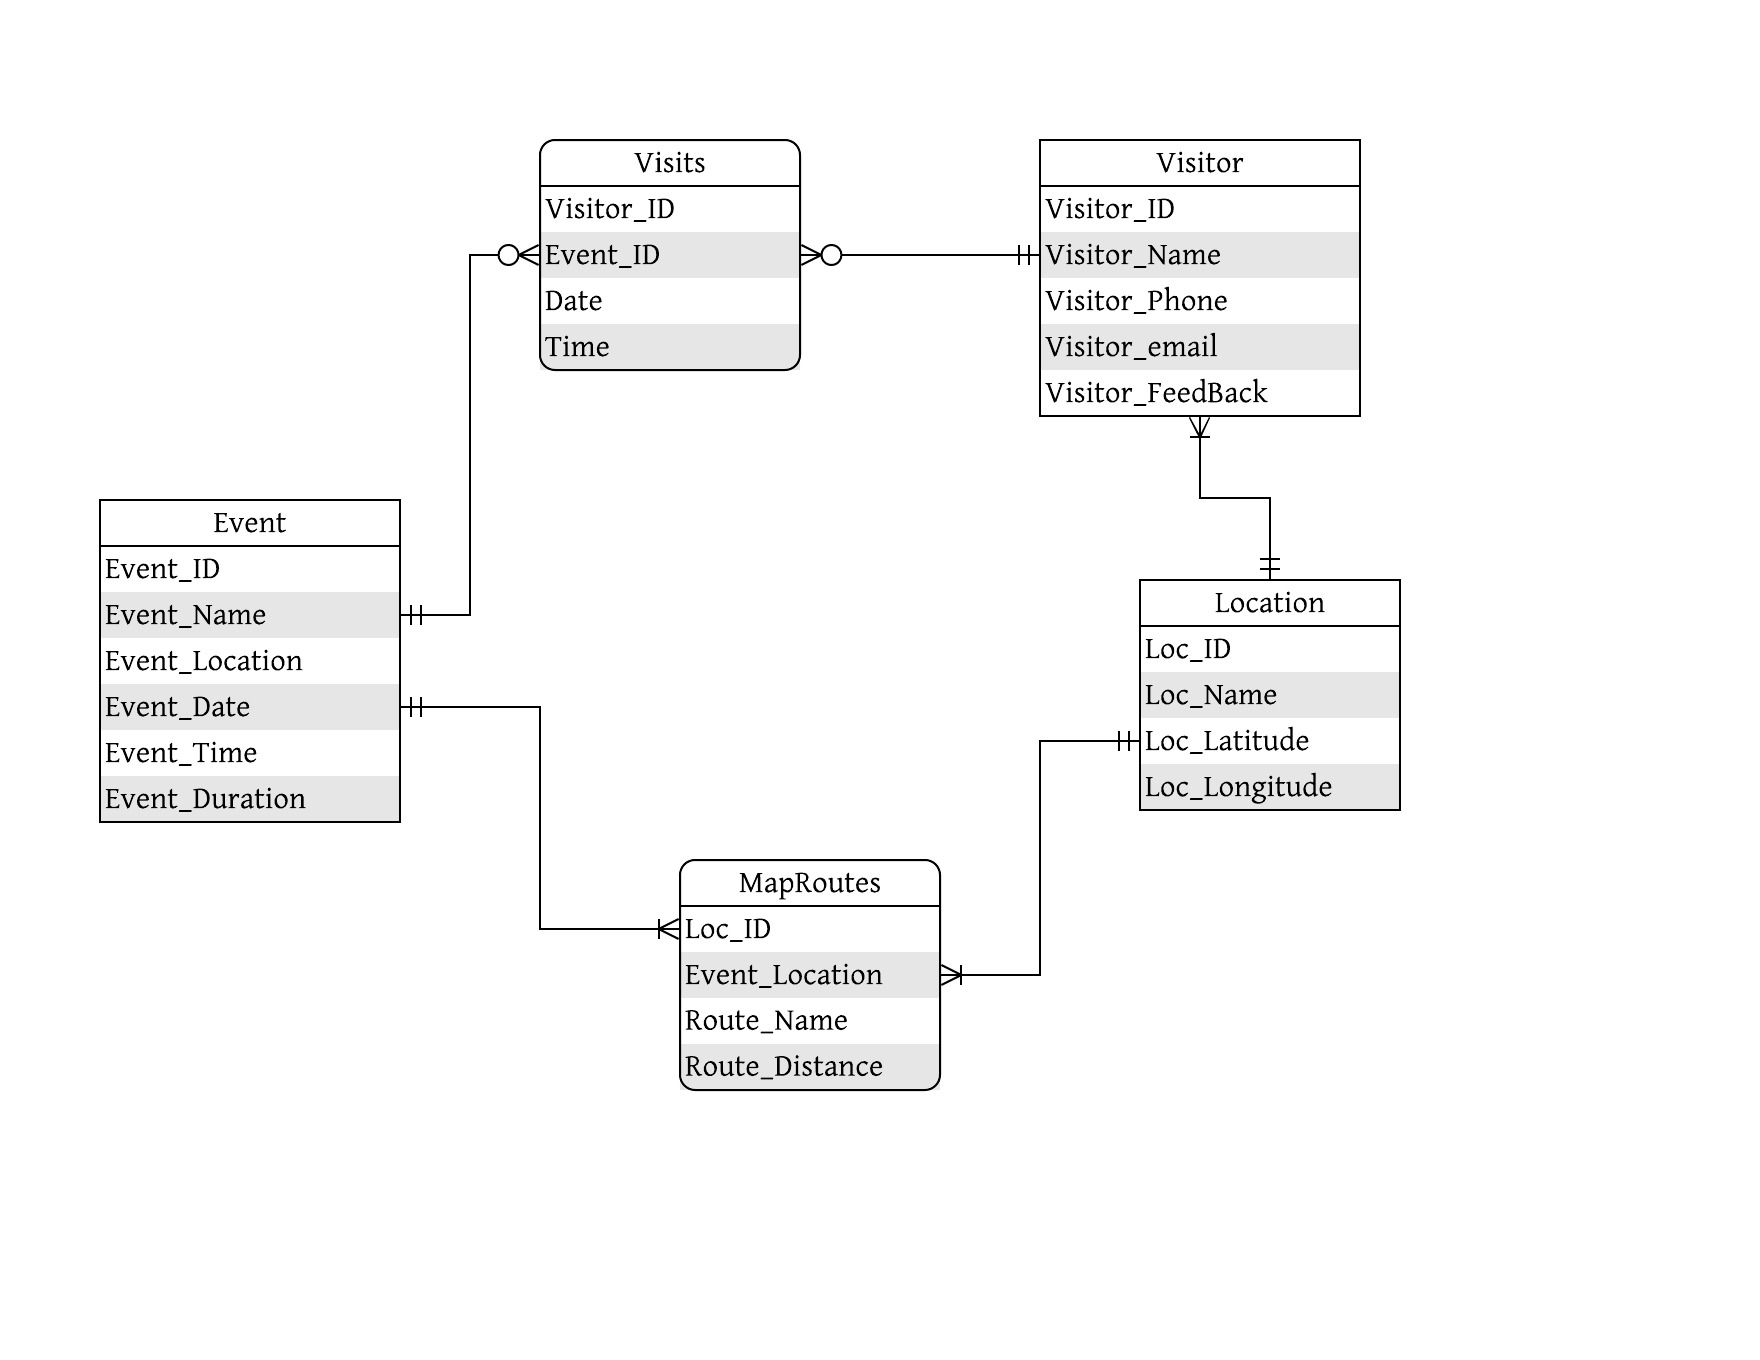 Visits
Visitor_ID
Event_ID
Date
Time
Visitor
Visitor_ID
Visitor_Name
Visitor_Phone
Visitor_email
Visitor_FeedBack
Event
Event_ID
Event_Name
Event_Location
Event_Date
Event_Time
Event_Duration
Location
Loc_ID
Loc_Name
Loc_Latitude
Loc_Longitude
MapRoutes
Loc_ID
Event_Location
Route_Name
Route_Distance